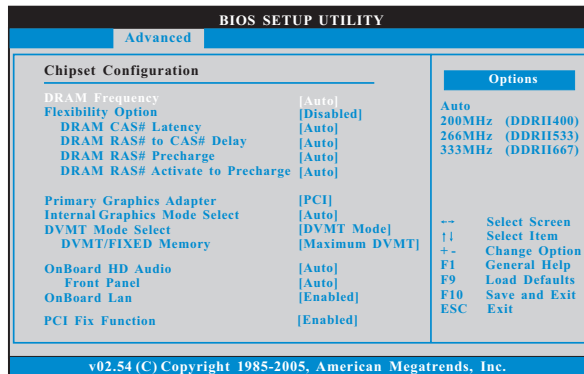 BIOS SETUP UTILITY
Advanced
Chipset Configuration
DRAM Frequency [Auto]
Flexibility Option [Disabled]
DRAM CAS# Latency [Auto]
DRAM RAS# to CAS# Delay [Auto]
DRAM RAS# Precharge [Auto]
DRAM RAS# Activate to Precharge [Auto]
Primary Graphics Adapter [PCI]
Internal Graphics Mode Select [Auto]
DVMT Mode Select [DVMT Mode]
DVMT/FIXED Memory [Maximum DVMT]
OnBoard HD Audio [Auto]
Front Panel [Auto]
OnBoard Lan [Enabled]
PCI Fix Function [Enabled]
Options
Auto
200MHz (DDRII400)
266MHz (DDRII533)
333MHz (DDRII667)
←→ Select Screen
↑↓ Select Item
+ - Change Option
F1 General Help
F9 Load Defaults
F10 Save and Exit
ESC Exit
v02.54 (C) Copyright 1985-2005, American Megatrends, Inc.